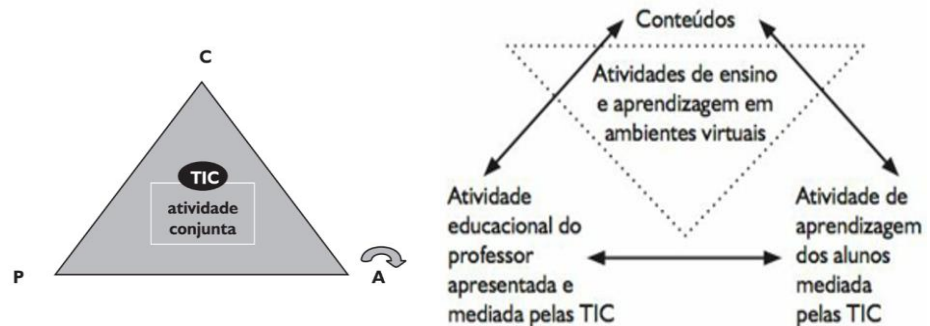 C
TIC
atividade
conjunta
P
A
Conteúdos
Atividades de ensino
e aprendizagem em
ambientes virtuais
Atividade
educacional do
professor
apresentada e
mediada pelas TIC
Atividade de
aprendizagem
dos alunos
mediada
pelas TIC